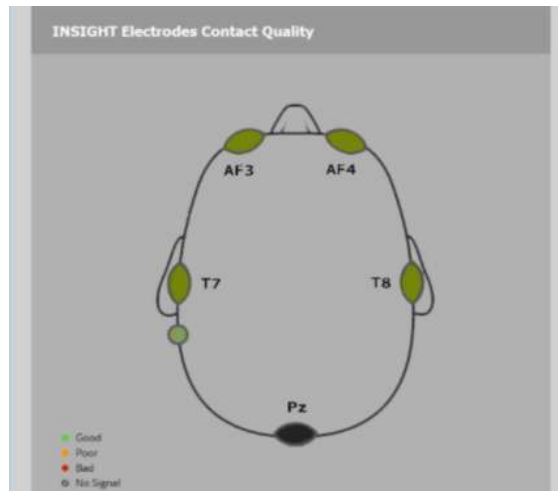 INSIGHT Electrodes Contact Quality
AF3 AF4
T7 T8
Pz
Good
Poor
Bad
No Signal